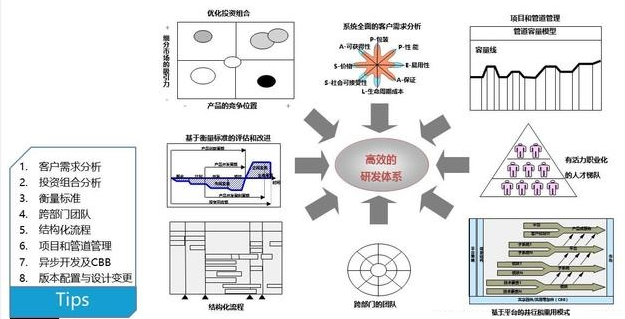 优化投资组合
细分市场的吸引力
+
-
-
产品的竞争位置
+
系统全面的客户需求分析
P-包装
A-可获得性
P-性 能
S-价格
E-易用性
S-社会可接受性
A-保证
L-生命周期成本
项目和管道管理
管道容量模型
容量线
基于衡量标准的评估和改进
高效的
研发体系
有活力职业化
的人才梯队
1. 客户需求分析
2. 投资组合分析
3. 衡量标准
4. 跨部门团队
5. 结构化流程
6. 项目和管道管理
7. 异步开发及CBB
8. 版本配置与设计变更
Tips
结构化流程
跨部门的团队
基于平台的并行和重用模式